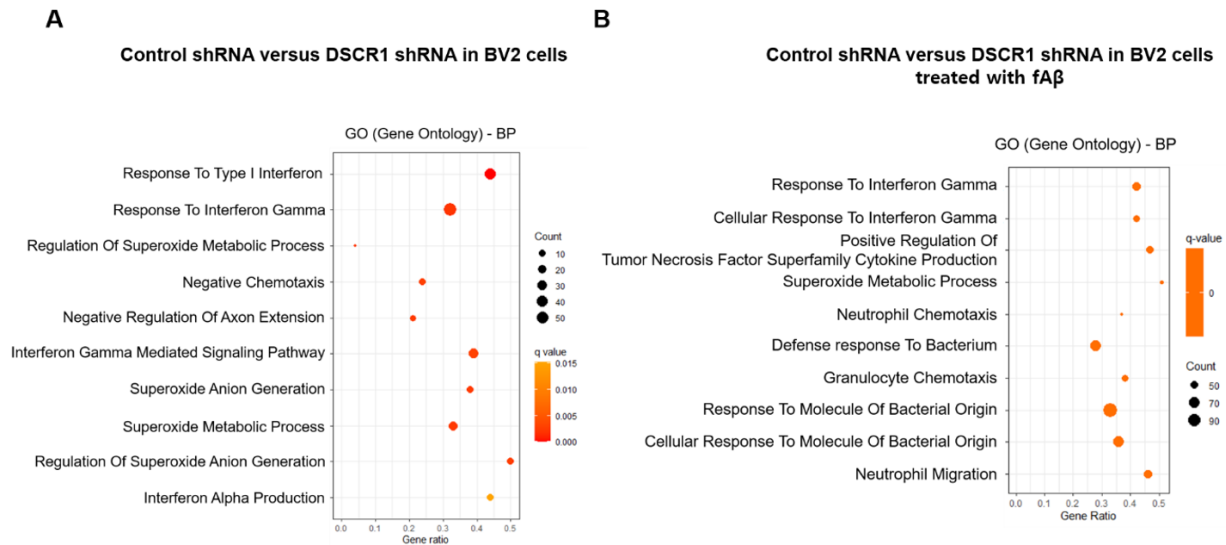 A
Control shRNA versus DSCR1 shRNA in BV2 cells
GO (Gene Ontology) - BP
Response To Type I Interferon
Response To Interferon Gamma
Regulation Of Superoxide Metabolic Process
Negative Chemotaxis
Negative Regulation Of Axon Extension
Interferon Gamma Mediated Signaling Pathway
Superoxide Anion Generation
Superoxide Metabolic Process
Regulation Of Superoxide Anion Generation
Interferon Alpha Production
0.0 0.1 0.2 0.3 0.4 0.5
Gene ratio
Count
10
20
30
40
50
q value
0.015
0.010
0.005
0.000
B
Control shRNA versus DSCR1 shRNA in BV2 cells
treated with fAβ
GO (Gene Ontology) - BP
Response To Interferon Gamma
Cellular Response To Interferon Gamma
Positive Regulation Of
Tumor Necrosis Factor Superfamily Cytokine Production
Superoxide Metabolic Process
Neutrophil Chemotaxis
Defense response To Bacterium
Granulocyte Chemotaxis
Response To Molecule Of Bacterial Origin
Cellular Response To Molecule Of Bacterial Origin
Neutrophil Migration
0.0 0.1 0.2 0.3 0.4 0.5
Gene Ratio
q-value
0
Count
50
70
90